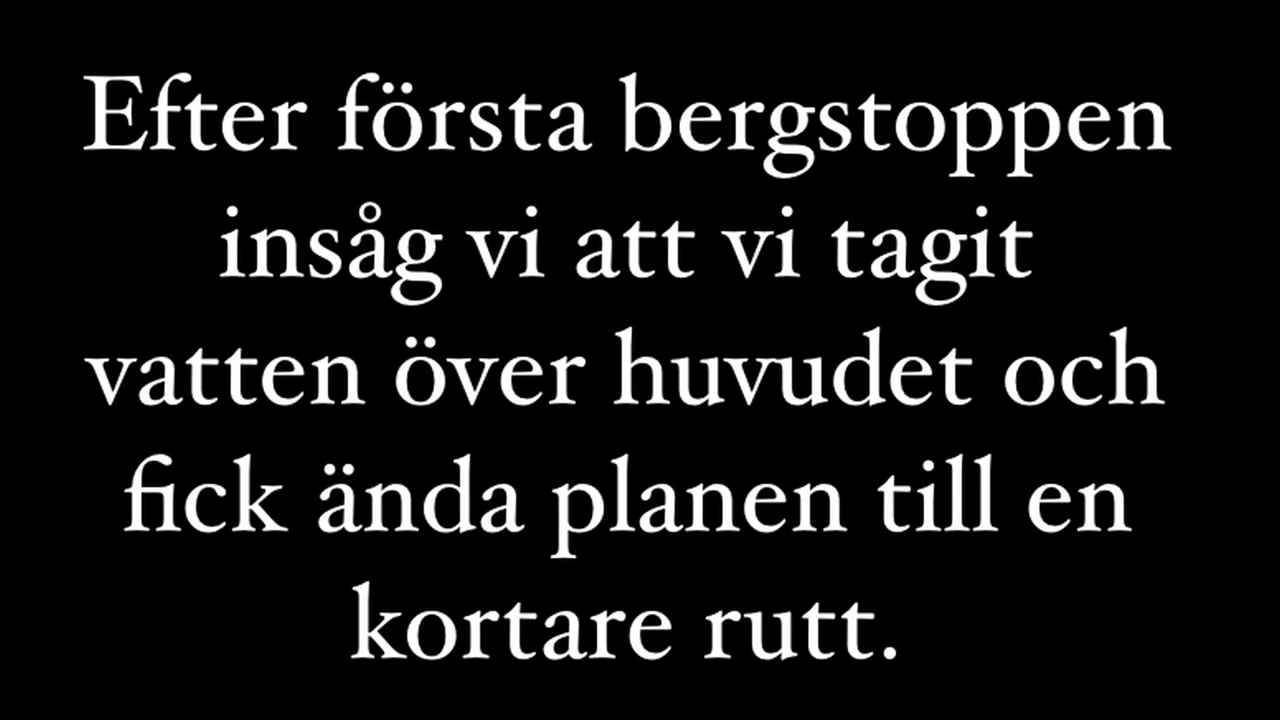 Efter första bergstoppen
insåg vi att vi tagit
vatten över huvudet och
fick ända planen till en
kortare rutt.